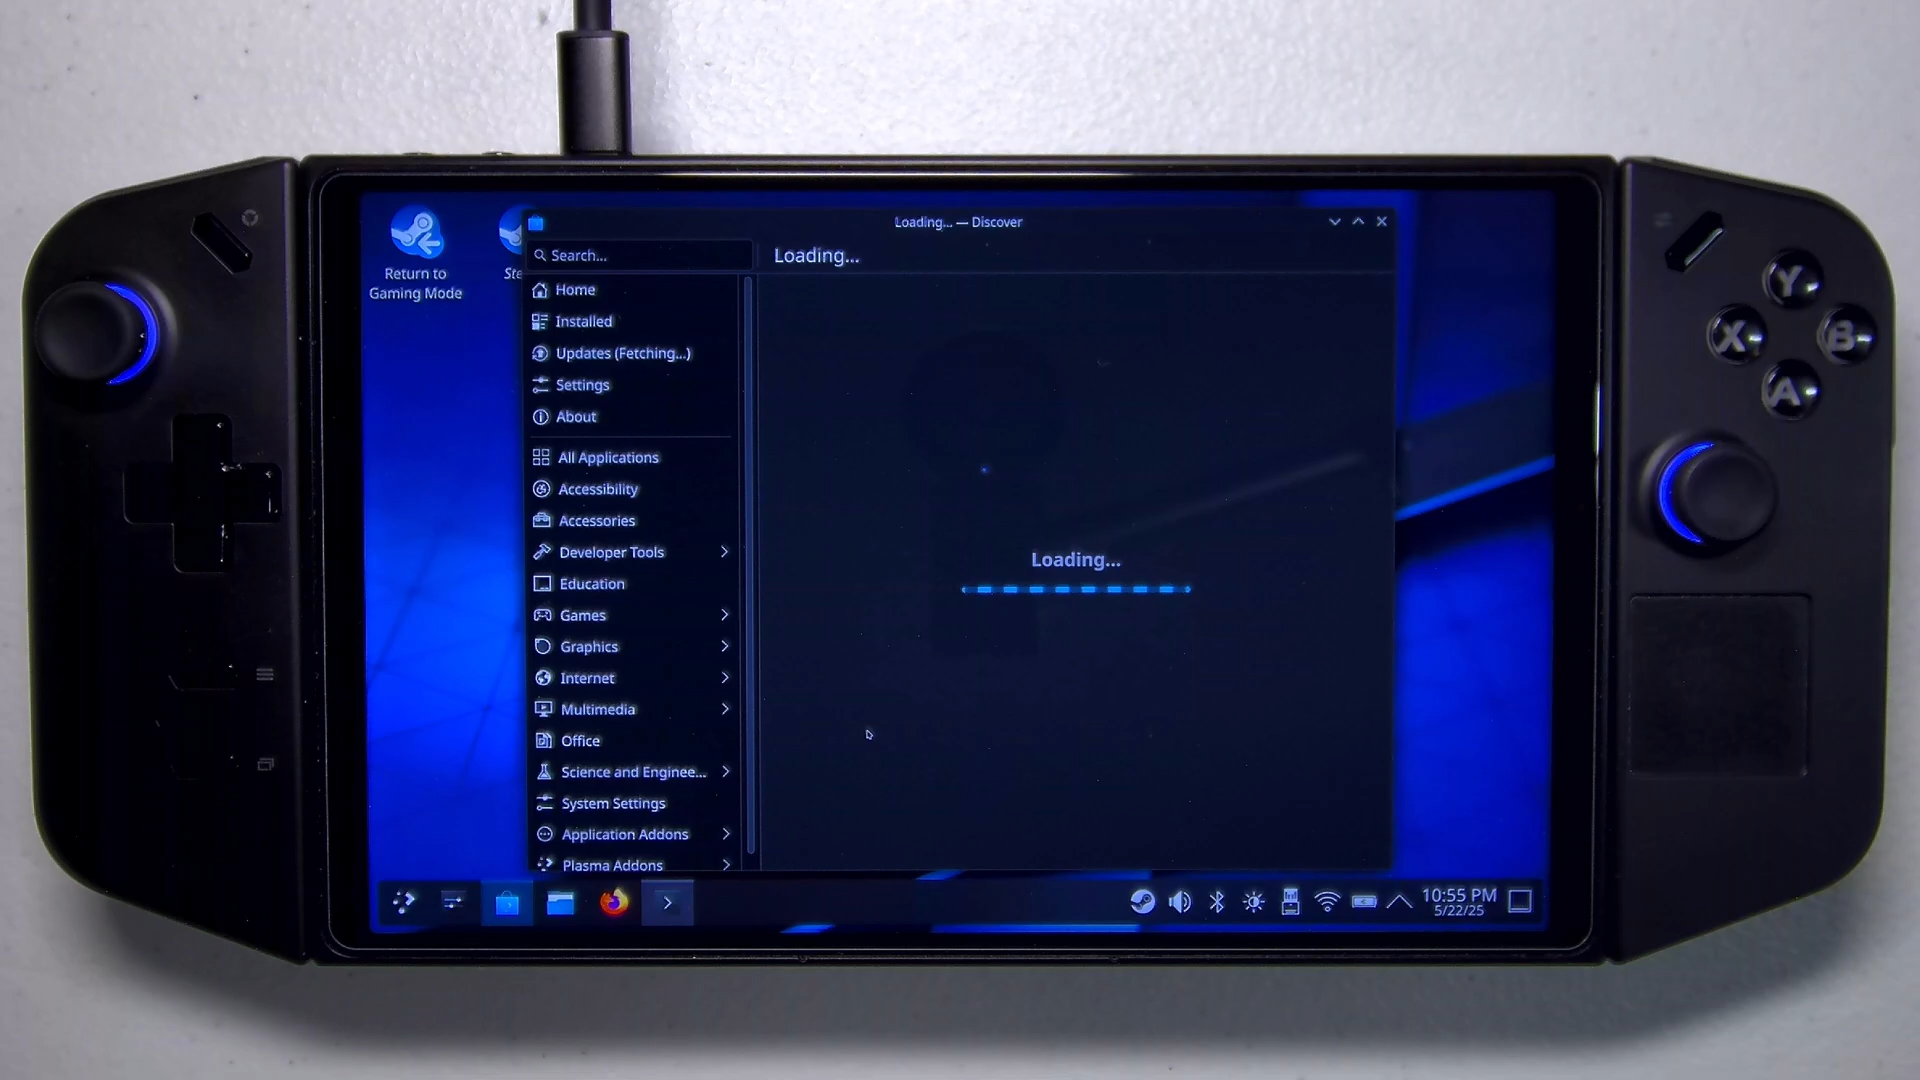 Return to
Gaming Mode
Ste
Loading... — Discover
Search...
Loading...
Home
Installed
Updates (Fetching...)
Settings
About
All Applications
Accessibility
Accessories
Developer Tools
Education
Games
Graphics
Internet
Multimedia
Office
Science and Enginee...
System Settings
Application Addons
Plasma Addons
Loading...
10:55 PM
5/22/25
Y
X
B
A